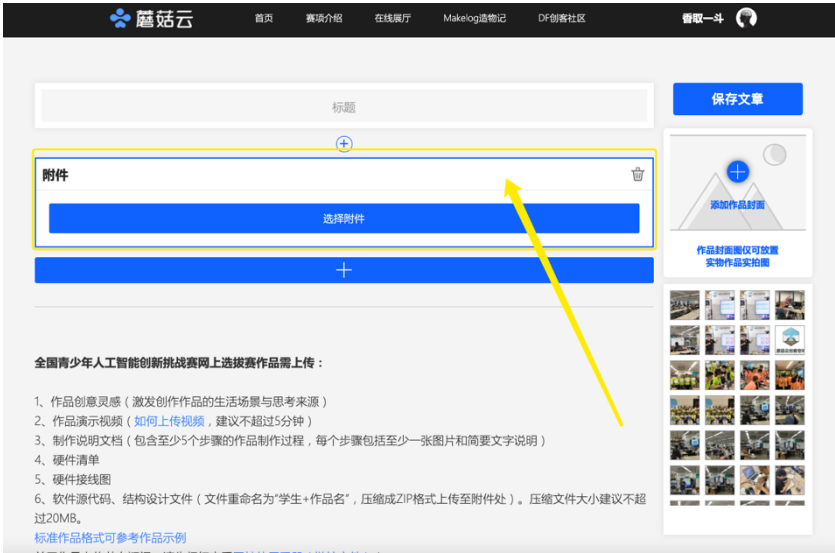 蘑菇云
首页
赛项介绍
在线展厅
Makelog造物记
DF创客社区
香取一斗
标题
保存文章
附件
选择附件
添加作品封面
作品封面图仅可放置
实物作品实拍图
全国青少年人工智能创新挑战赛网上选拔赛作品需上传：
1、作品创意灵感（激发创作作品的生活场景与思考来源）
2、作品演示视频（如何上传视频，建议不超过5分钟）
3、制作说明文档（包含至少5个步骤的作品制作过程，每个步骤包括至少一张图片和简要文字说明）
4、硬件清单
5、硬件接线图
6、软件源代码、结构设计文件（文件重命名为“学生+作品名”，压缩成ZIP格式上传至附件处）。压缩文件大小建议不超
过20MB。
标准作品格式可参考作品示例